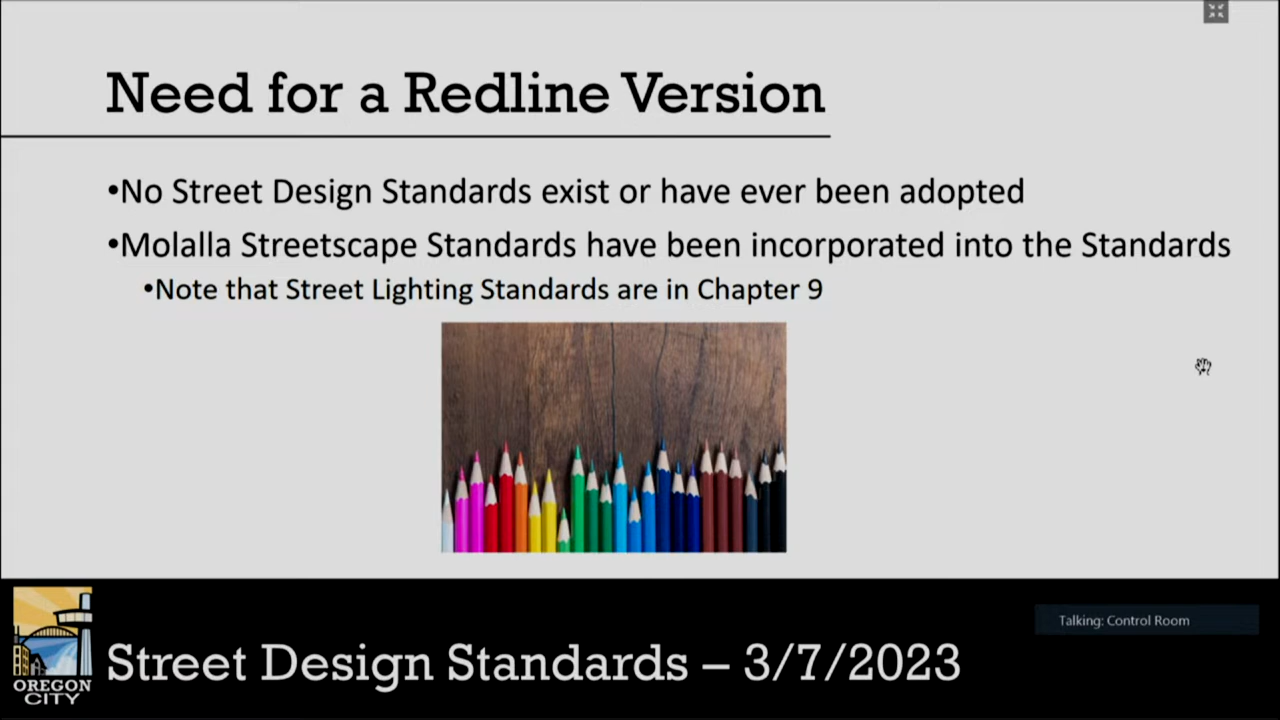 Need for a Redline Version
•No Street Design Standards exist or have ever been adopted
•Molalla Streetscape Standards have been incorporated into the Standards
•Note that Street Lighting Standards are in Chapter 9
Talking: Control Room
Street Design Standards – 3/7/2023
OREGON
CITY